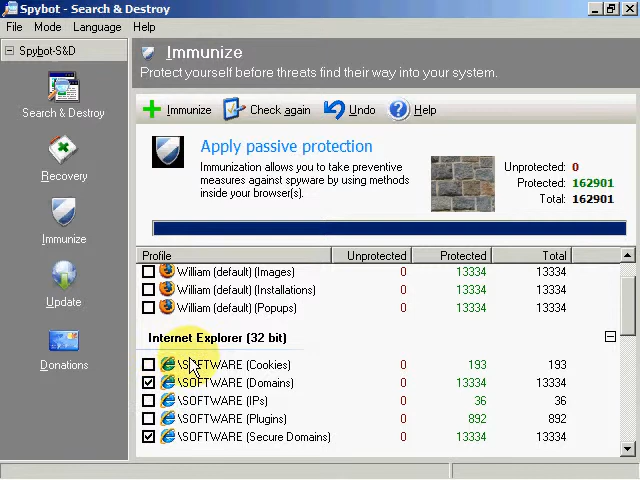 Spybot - Search & Destroy
File Mode Language Help
Spybot-S&D
Search & Destroy
Recovery
Immunize
Update
Donations
Immunize
Protect yourself before threats find their way into your system.
Immunize Check again Undo Help
Apply passive protection
Immunization allows you to take preventive
measures against spyware by using methods
inside your browser(s).
Unprotected: 0
Protected: 162901
Total: 162901
Profile Unprotected Protected Total
William (default) (Images) 0 13334 13334
William (default) (Installations) 0 13334 13334
William (default) (Popups) 0 13334 13334
Internet Explorer (32 bit)
\SOFTWARE (Cookies) 0 193 193
\SOFTWARE (Domains) 0 13334 13334
\SOFTWARE (IPs) 0 36 36
\SOFTWARE (Plugins) 0 892 892
\SOFTWARE (Secure Domains) 0 13334 13334